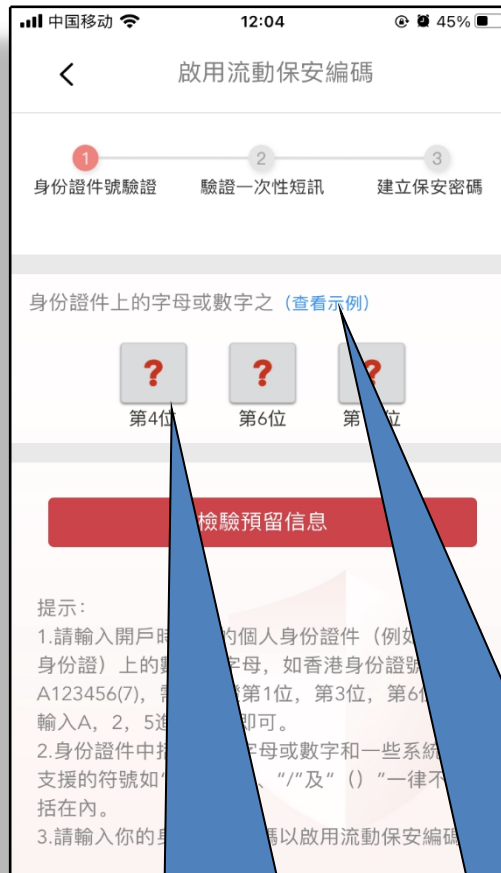 中国移动 12:04 45%
啟用流動保安編碼
1 2 3
身份證件號驗證 驗證一次性短訊 建立保安密碼
身份證件上的字母或數字之（查看示例）
? ? ?
第4位 第6位 第 位
檢驗預留信息
提示：
1.請輸入開戶時 的個人身份證件（例如
身份證）上的 字母，如香港身份證號
A123456(7)， 第1位，第3位，第6
輸入A，2，5 即可。
2.身份證件中 字母或數字和一些系統
支援的符號如“ 、“/”及“（）“一律不
括在內。
3.請輸入你的 以啟用流動保安編碼